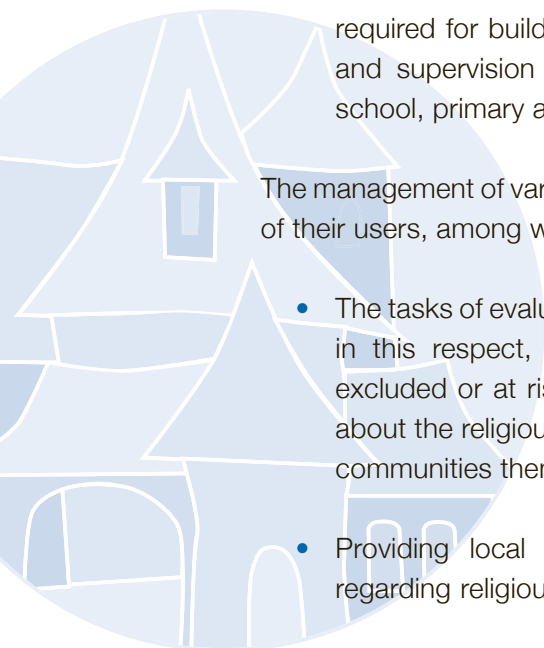 required for build
and supervision
school, primary a
The management of var
of their users, among w
• The tasks of evalu
in this respect,
excluded or at ris
about the religiou
communities ther
• Providing local
regarding religiou